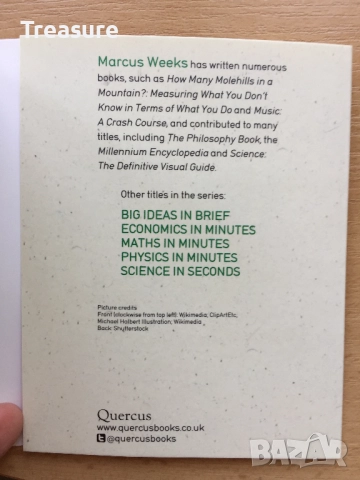 Treasure
Marcus Weeks has written numerous
books, such as How Many Molehills in a
Mountain?: Measuring What You Don't
Know in Terms of What You Do and Music:
A Crash Course, and contributed to many
titles, including The Philosophy Book, the
Millennium Encyclopedia and Science:
The Definitive Visual Guide.
Other titles in the series:
BIG IDEAS IN BRIEF
ECONOMICS IN MINUTES
MATHS IN MINUTES
PHYSICS IN MINUTES
SCIENCE IN SECONDS
Picture credits
Front (clockwise from top left): Wikimedia; ClipArtEtc;
Michael Halbert Illustration; Wikimedia
Back: Shutterstock
Quercus
www.quercusbooks.co.uk
@quercusbooks
bazar.bg